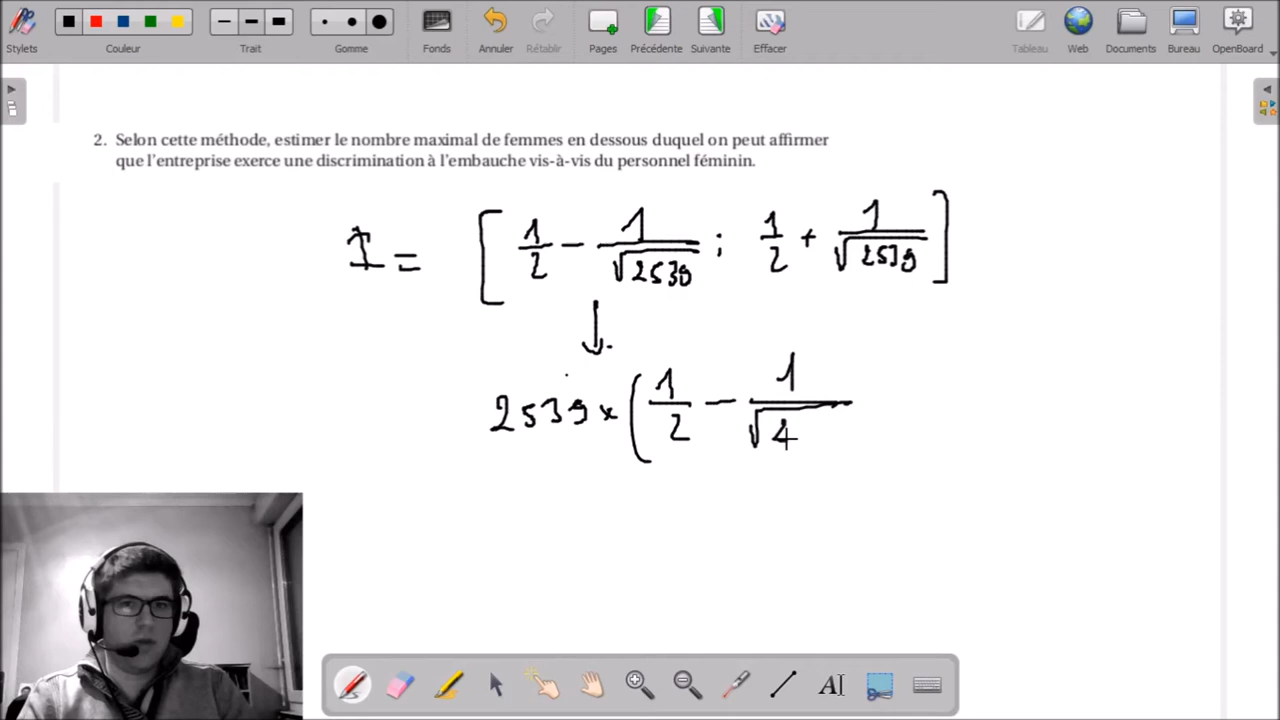 Stylets Couleur Trait Gomme Fonds Annuler Rétablir Pages Précédente Suivante Effacer Tableau Web Documents Bureau OpenBoard
2. Selon cette méthode, estimer le nombre maximal de femmes en dessous duquel on peut affirmer
que l'entreprise exerce une discrimination à l'embauche vis-à-vis du personnel féminin.
I = [ 1/2 - 1/√2539 ; 1/2 + 1/√2539 ]
↓
2539 × ( 1/2 - 1/√4
AI